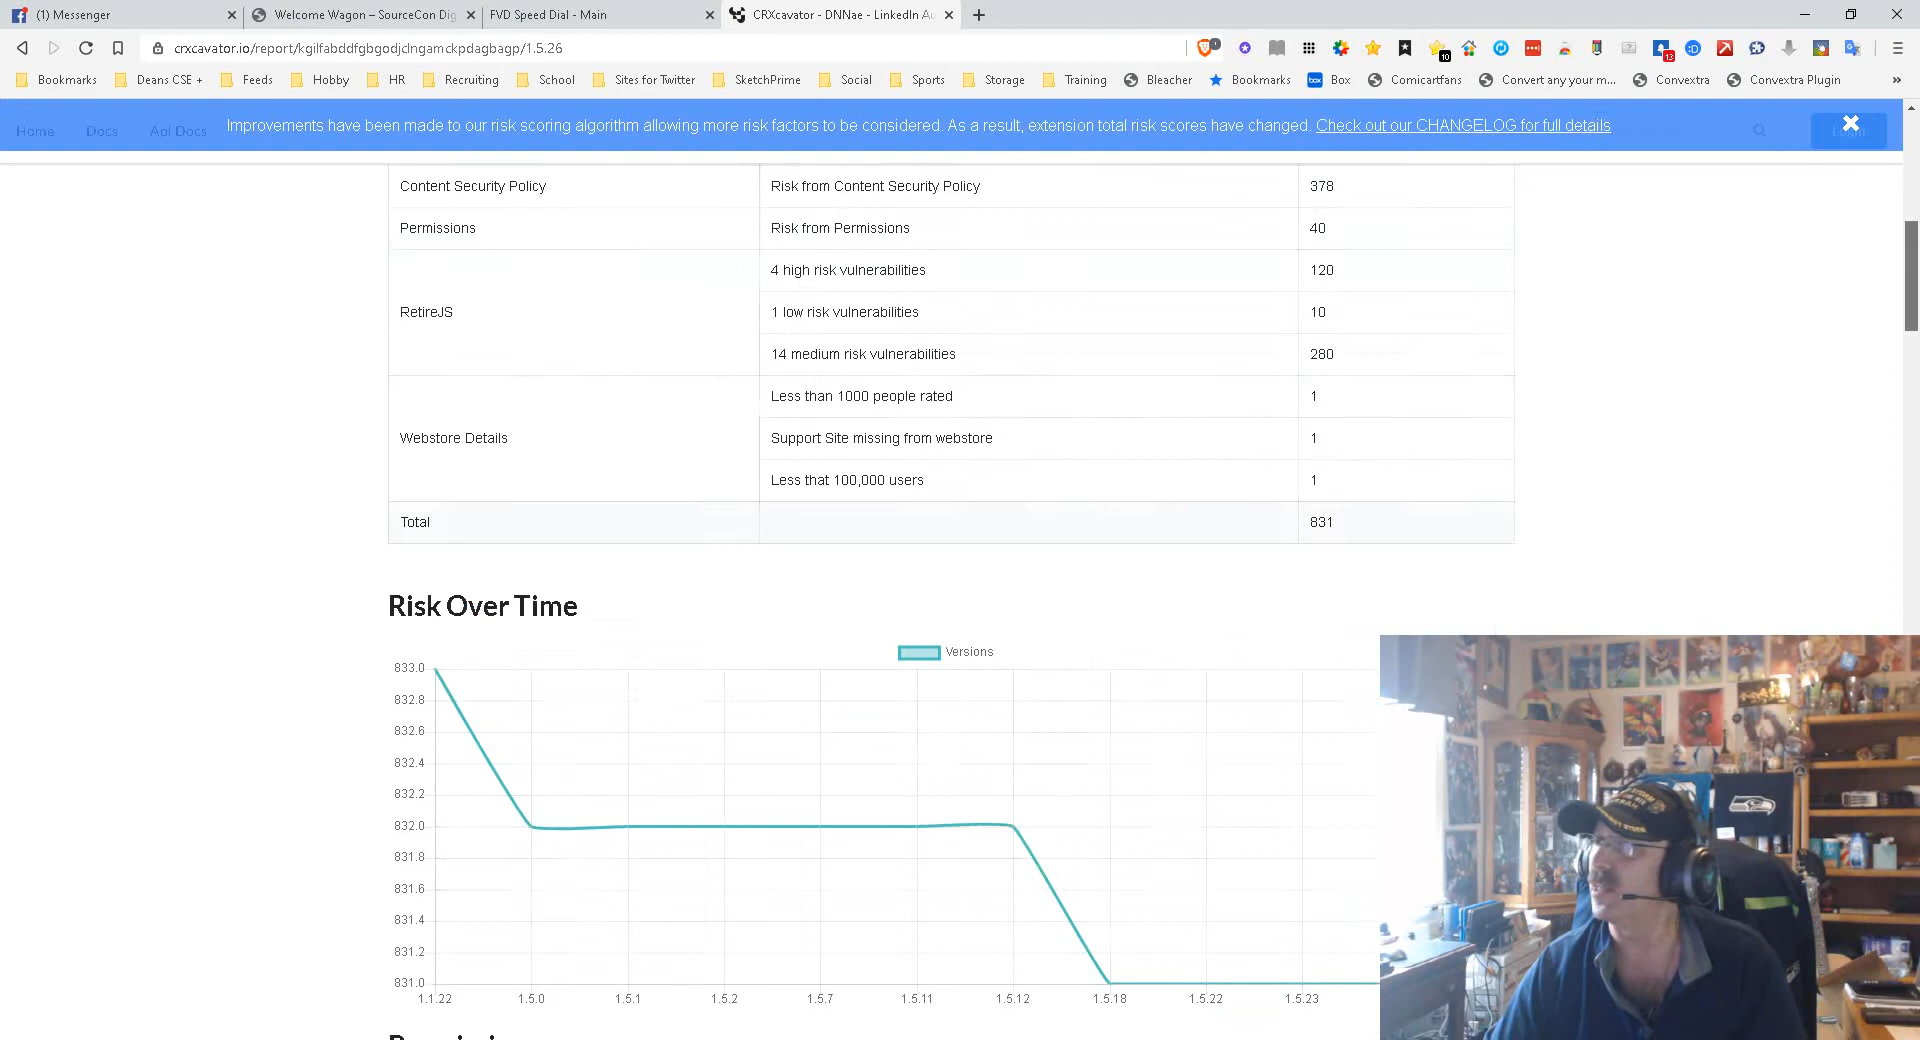 (1) Messenger
Welcome Wagon – SourceCon Dig
FVD Speed Dial - Main
CRXcavator - DNNae - LinkedIn Au
crxcavator.io/report/kgilfabddfgbgodjclngamckpdagbagp/1.5.26
10
13
Bookmarks
Deans CSE +
Feeds
Hobby
HR
Recruiting
School
Sites for Twitter
SketchPrime
Social
Sports
Storage
Training
Bleacher
Bookmarks
Box
Comicartfans
Convert any your m...
Convextra
Convextra Plugin
»
Home
Docs
Api Docs
Improvements have been made to our risk scoring algorithm allowing more risk factors to be considered. As a result, extension total risk scores have changed. Check out our CHANGELOG for full details
Content Security Policy
Risk from Content Security Policy
378
Permissions
Risk from Permissions
40
RetireJS
4 high risk vulnerabilities
120
1 low risk vulnerabilities
10
14 medium risk vulnerabilities
280
Webstore Details
Less than 1000 people rated
1
Support Site missing from webstore
1
Less that 100,000 users
1
Total
831
Risk Over Time
Versions
833.0
832.8
832.6
832.4
832.2
832.0
831.8
831.6
831.4
831.2
831.0
1.1.22
1.5.0
1.5.1
1.5.2
1.5.7
1.5.11
1.5.12
1.5.18
1.5.22
1.5.23